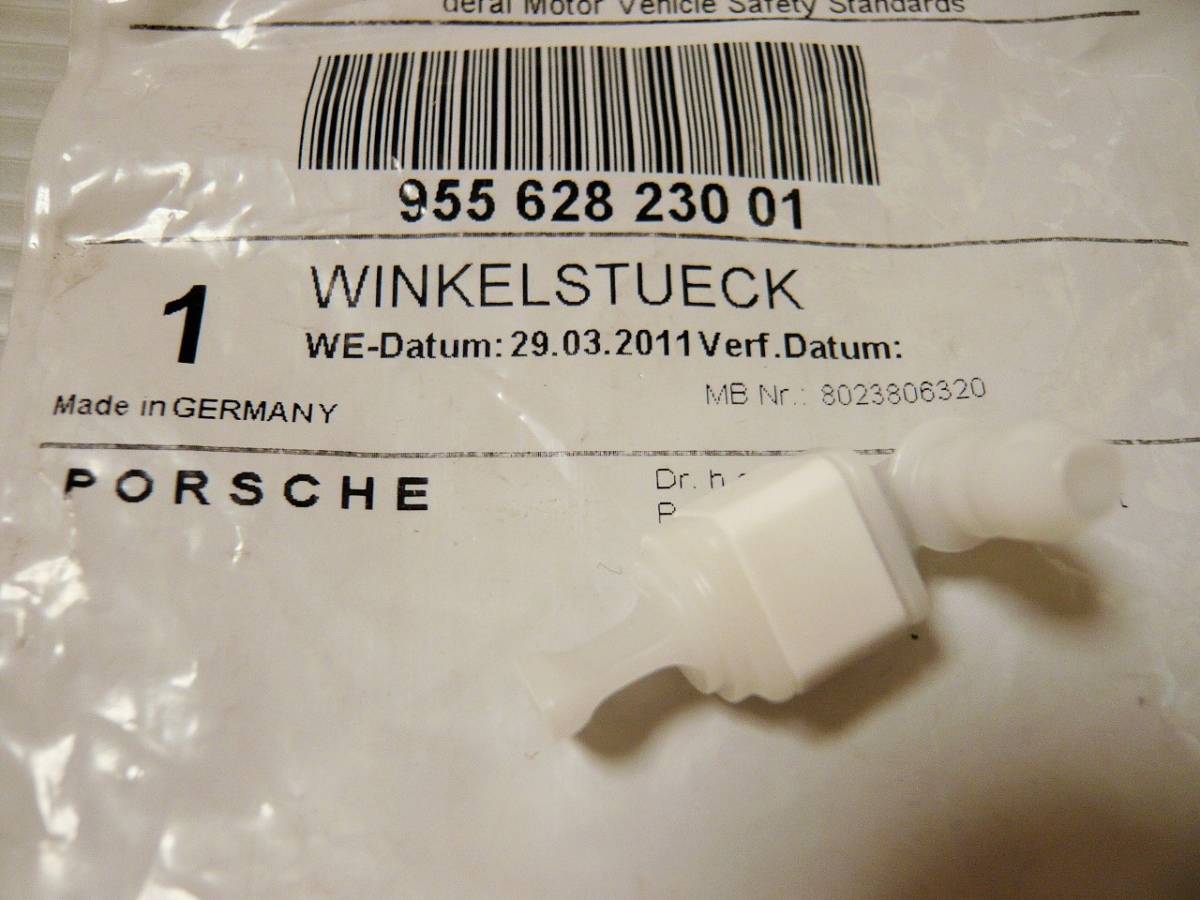 deral Motor Vehicle Safety Standards
955 628 230 01
1 WINKELSTUECK
WE-Datum: 29.03.2011 Verf.Datum:
MB Nr.: 8023806320
Made in GERMANY
PORSCHE
Dr. h
P